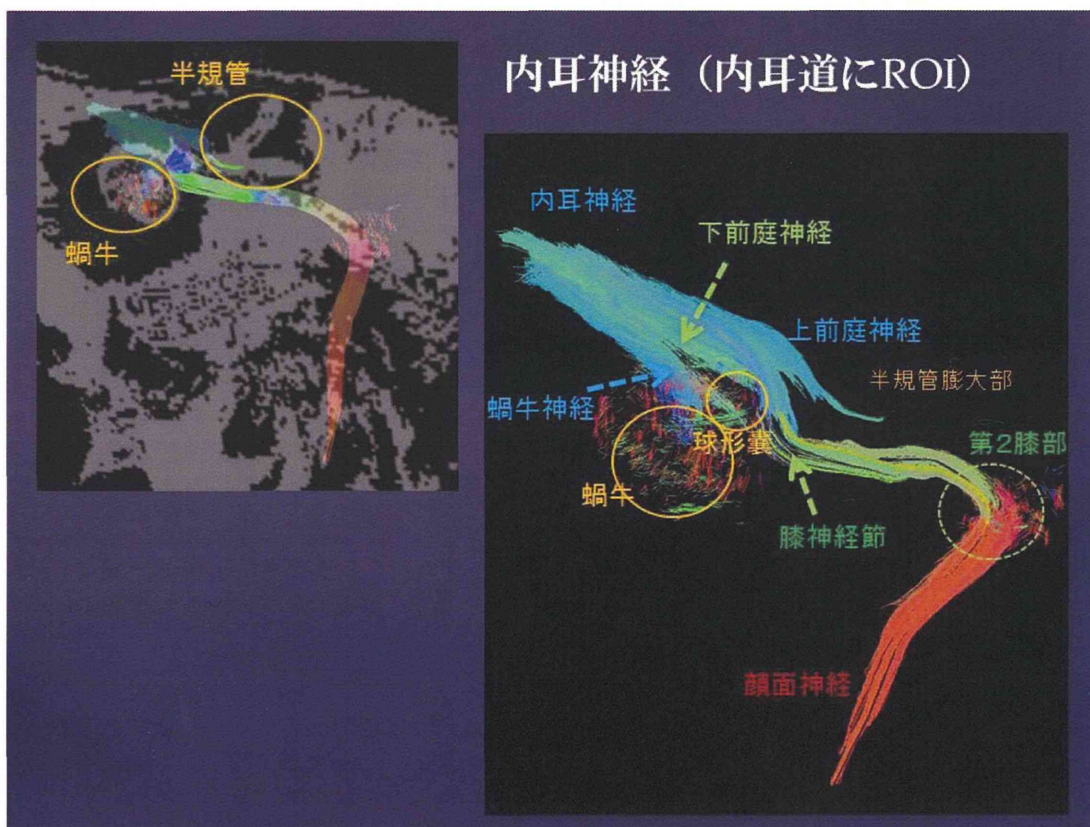 半規管
蝸牛
内耳神経（内耳道にROI）
内耳神経
下前庭神経
上前庭神経
半規管膨大部
蝸牛神経
球形嚢
第2膝部
蝸牛
膝神経節
顔面神経